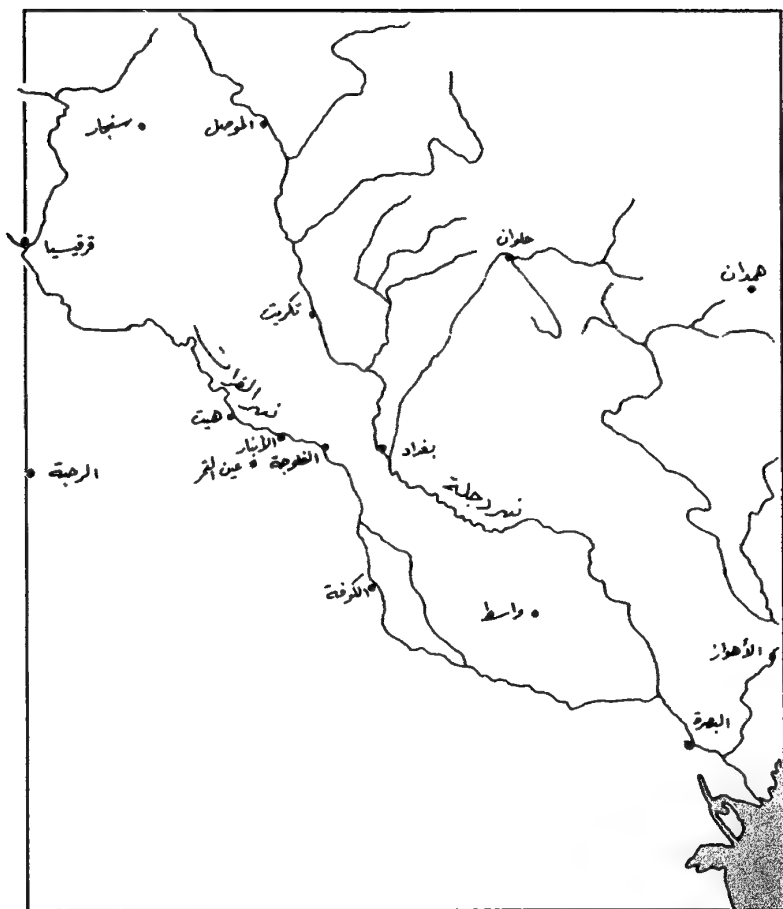 الموصل
سنجار
قرقيسيا
حلوان
همدان
تكريت
نهر الفرات
هيت
الأنبار
الفلوجة
عين التمر
بغداد
الرحبة
نهر دجلة
الكوفة
واسط
الأهواز
البصرة